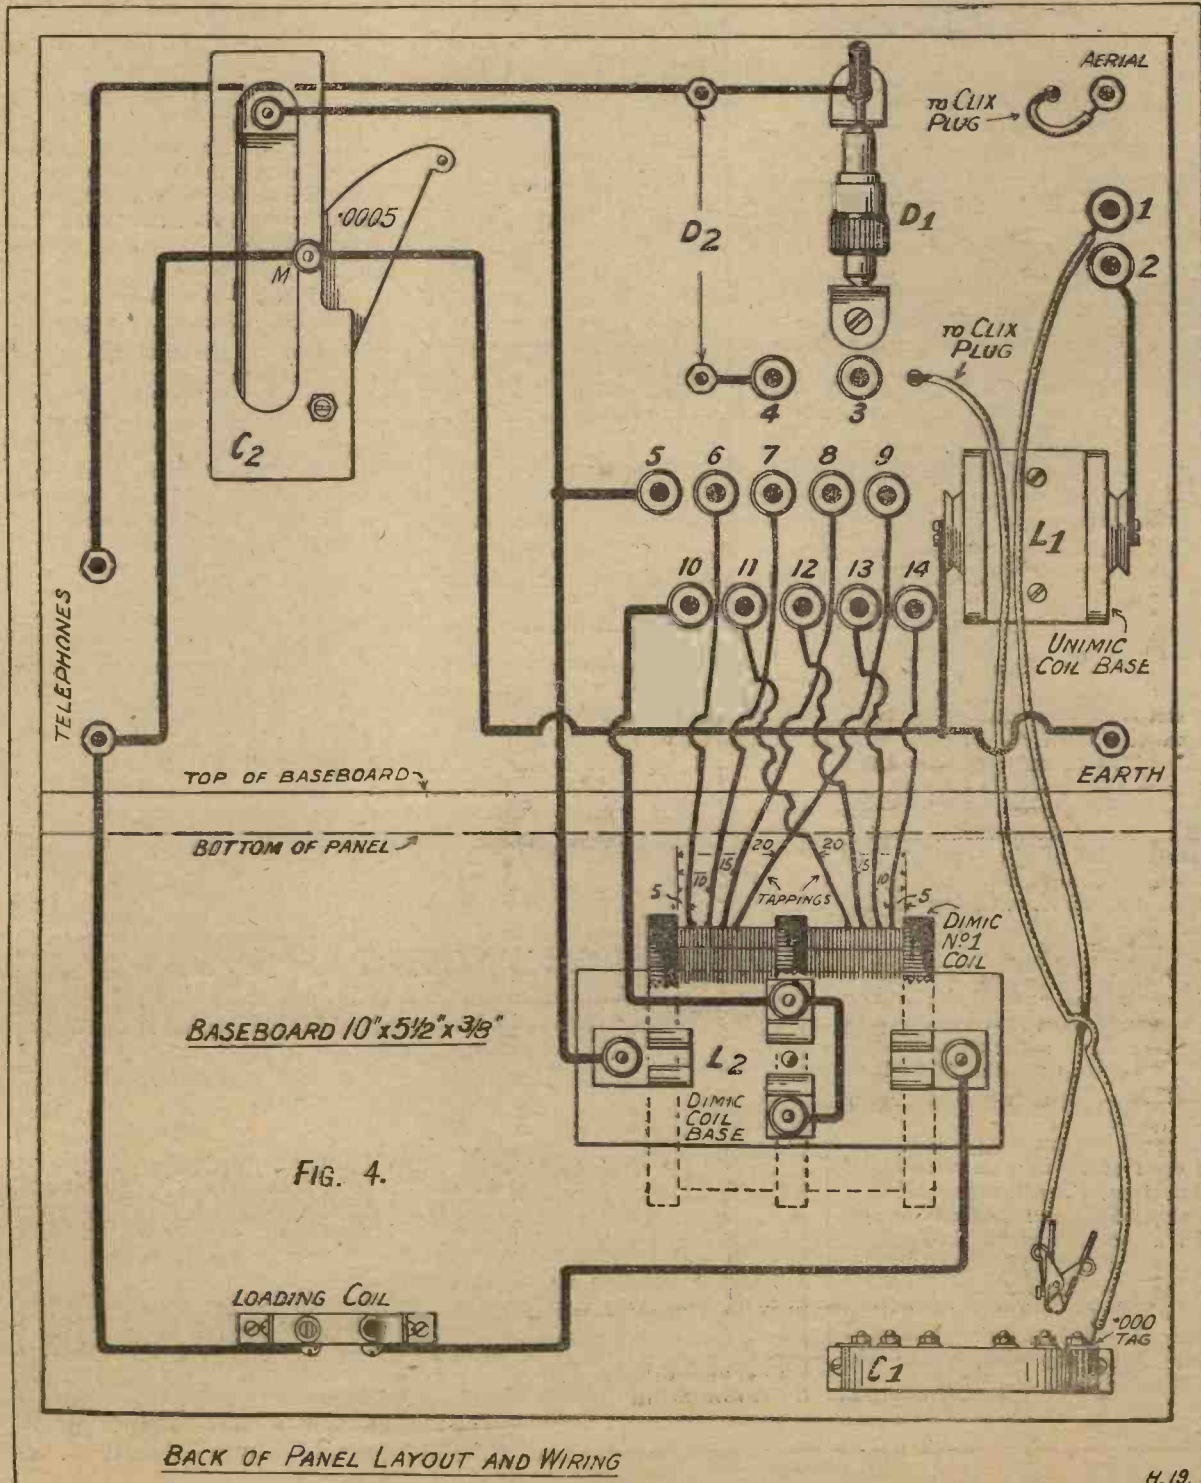 AERIAL
TO CLIX
PLUG
D1
1
2
·0005
D2
M
TO CLIX
PLUG
C2
4
3
5 6 7 8 9
L1
10 11 12 13 14
TELEPHONES
UNIMIC
COIL BASE
EARTH
TOP OF BASEBOARD
BOTTOM OF PANEL
5 10 15 20 20 15 10 5
TAPPINGS
DIMIC
Nº1
COIL
BASEBOARD 10"x5½"x3/8"
L2
DIMIC
COIL
BASE
FIG. 4.
LOADING COIL
·000
TAG
C1
BACK OF PANEL LAYOUT AND WIRING
H.19